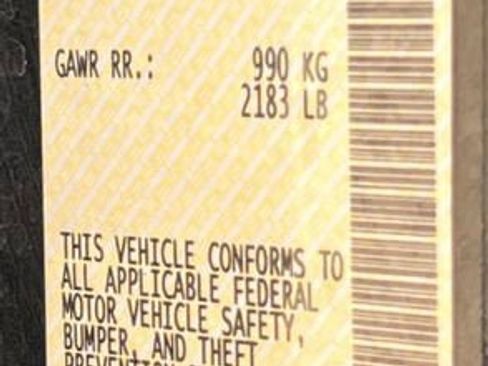 GAWR RR.: 990 KG
2183 LB
THIS VEHICLE CONFORMS TO
ALL APPLICABLE FEDERAL
MOTOR VEHICLE SAFETY,
BUMPER, AND THEFT
PREVENTION